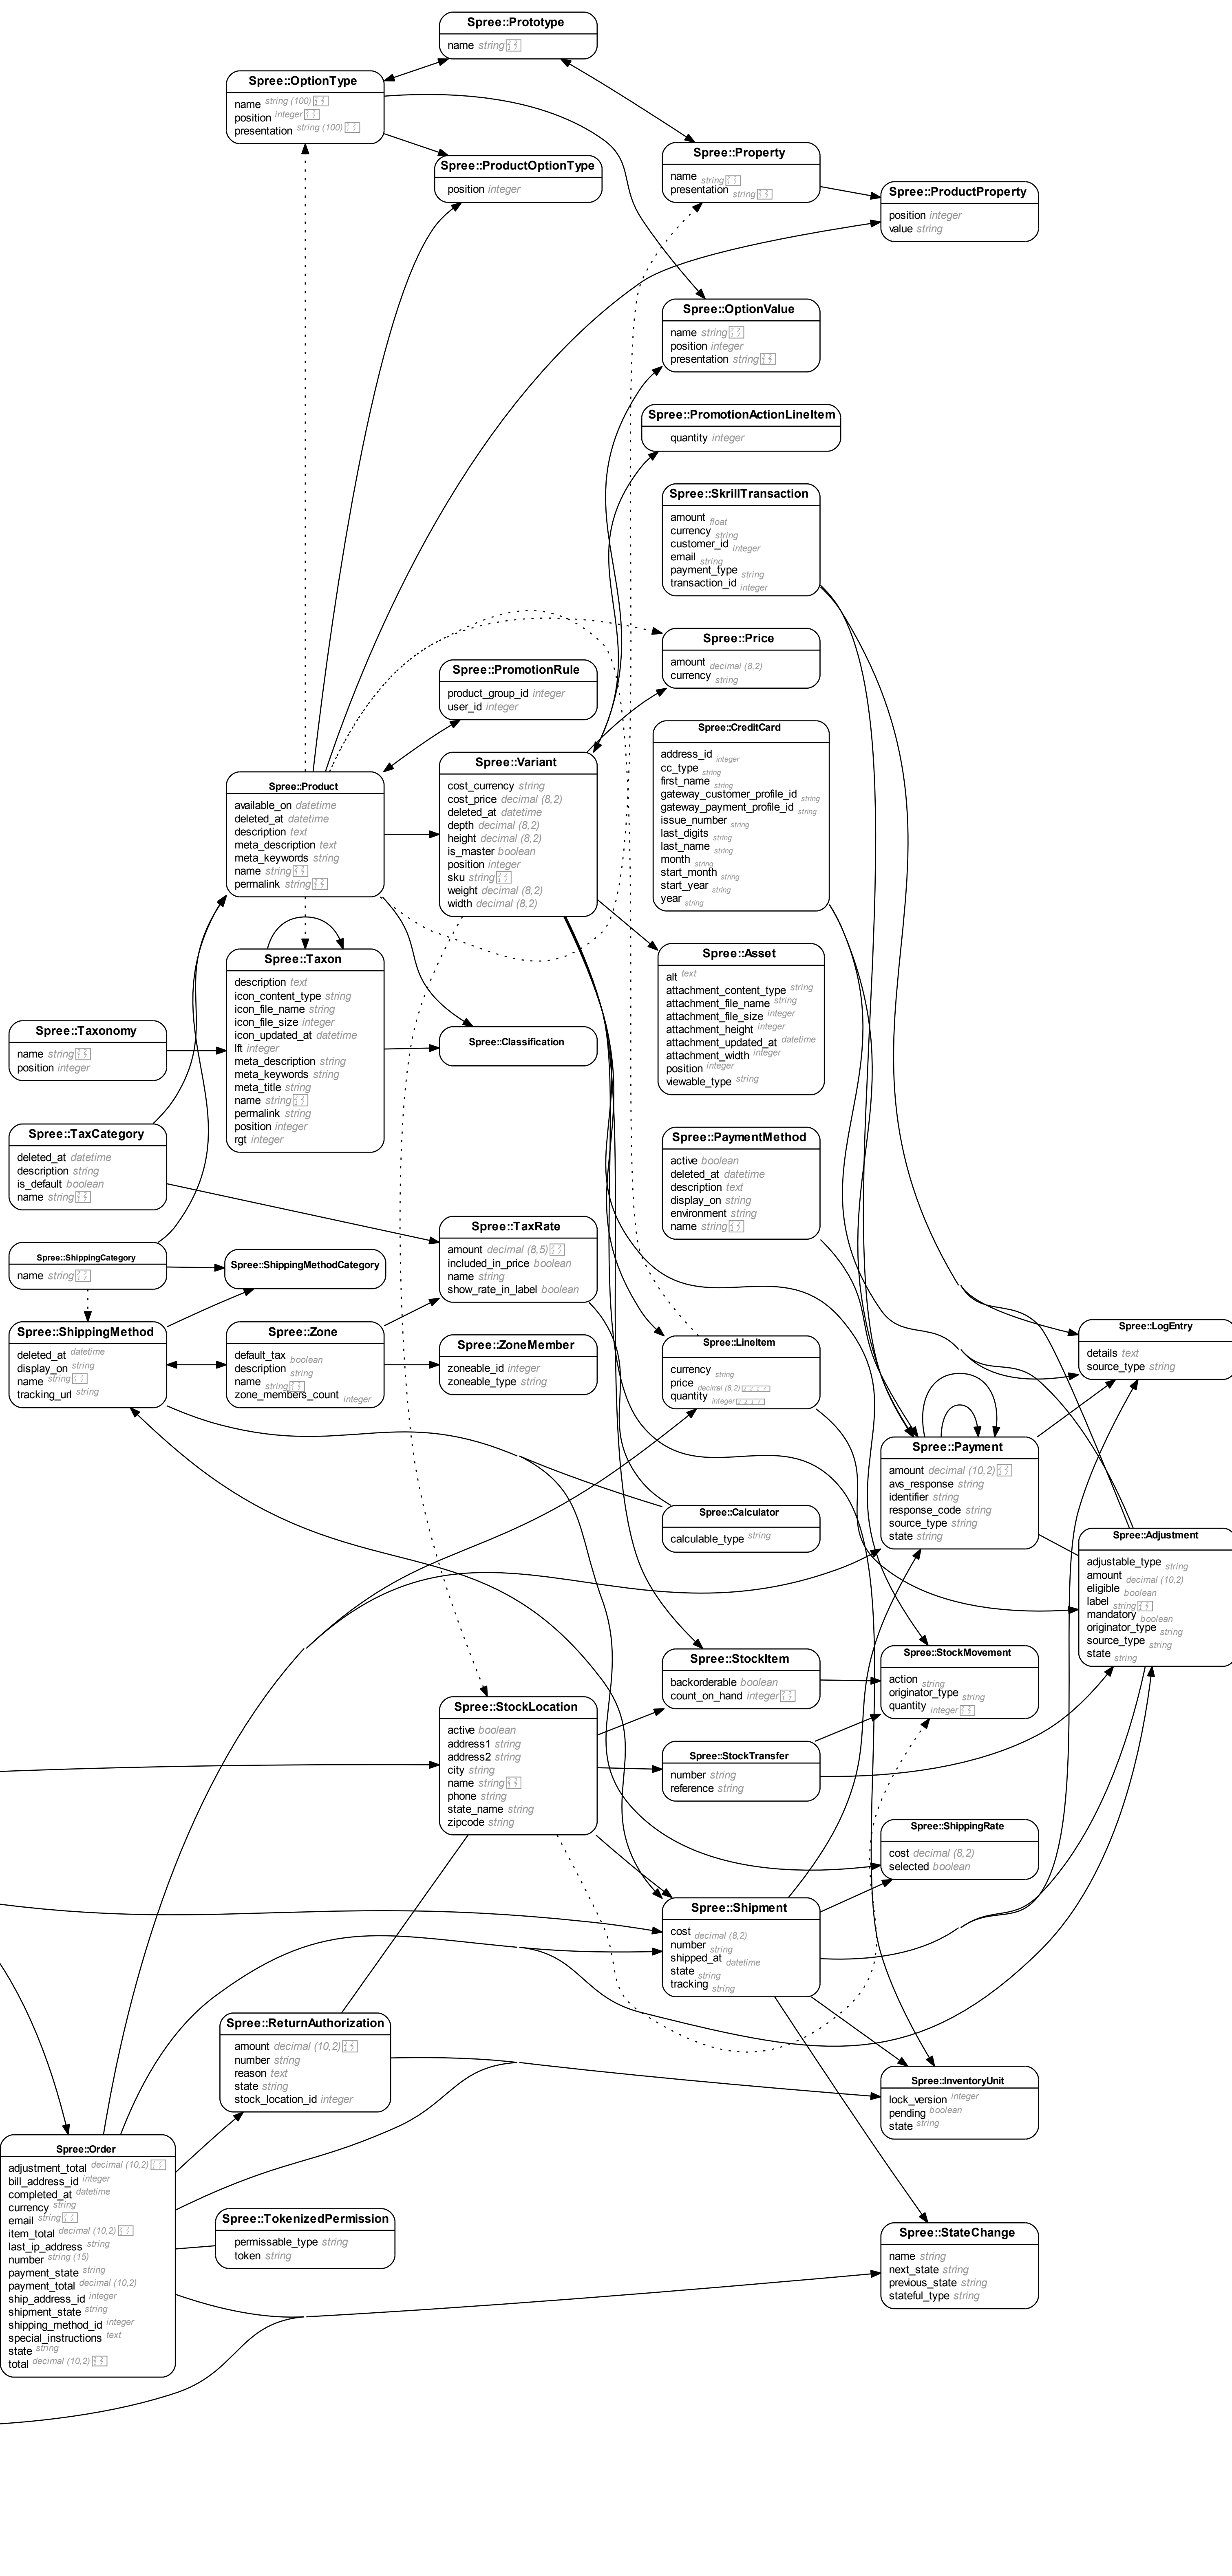 Spree::Prototype
name string
Spree::OptionType
name string (100)
position integer
presentation string (100)
Spree::ProductOptionType
position integer
Spree::Property
name string
presentation string
Spree::ProductProperty
position integer
value string
Spree::OptionValue
name string
position integer
presentation string
Spree::PromotionActionLineItem
quantity integer
Spree::SkrillTransaction
amount float
currency string
customer_id integer
email string
payment_type string
transaction_id integer
Spree::Price
amount decimal (8,2)
currency string
Spree::PromotionRule
product_group_id integer
user_id integer
Spree::CreditCard
address_id integer
cc_type string
first_name string
gateway_customer_profile_id string
gateway_payment_profile_id string
issue_number string
last_digits string
last_name string
month string
start_month string
start_year string
year string
Spree::Variant
cost_currency string
cost_price decimal (8,2)
deleted_at datetime
depth decimal (8,2)
height decimal (8,2)
is_master boolean
position integer
sku string
weight decimal (8,2)
width decimal (8,2)
Spree::Product
available_on datetime
deleted_at datetime
description text
meta_description text
meta_keywords string
name string
permalink string
Spree::Taxon
description text
icon_content_type string
icon_file_name string
icon_file_size integer
icon_updated_at datetime
lft integer
meta_description string
meta_keywords string
meta_title string
name string
permalink string
position integer
rgt integer
Spree::Asset
alt text
attachment_content_type string
attachment_file_name string
attachment_file_size integer
attachment_height integer
attachment_updated_at datetime
attachment_width integer
position integer
viewable_type string
Spree::Taxonomy
name string
position integer
Spree::Classification
Spree::TaxCategory
deleted_at datetime
description string
is_default boolean
name string
Spree::PaymentMethod
active boolean
deleted_at datetime
description text
display_on string
environment string
name string
Spree::TaxRate
amount decimal (8,5)
included_in_price boolean
name string
show_rate_in_label boolean
Spree::ShippingCategory
name string
Spree::ShippingMethodCategory
Spree::ShippingMethod
deleted_at datetime
display_on string
name string
tracking_url string
Spree::Zone
default_tax boolean
description string
name string
zone_members_count integer
Spree::ZoneMember
zoneable_id integer
zoneable_type string
Spree::LineItem
currency string
price decimal (8,2)
quantity integer
Spree::LogEntry
details text
source_type string
Spree::Payment
amount decimal (10,2)
avs_response string
identifier string
response_code string
source_type string
state string
Spree::Calculator
calculable_type string
Spree::Adjustment
adjustable_type string
amount decimal (10,2)
eligible boolean
label string
mandatory boolean
originator_type string
source_type string
state string
Spree::StockItem
backorderable boolean
count_on_hand integer
Spree::StockMovement
action string
originator_type string
quantity integer
Spree::StockLocation
active boolean
address1 string
address2 string
city string
name string
phone string
state_name string
zipcode string
Spree::StockTransfer
number string
reference string
Spree::ShippingRate
cost decimal (8,2)
selected boolean
Spree::Shipment
cost decimal (8,2)
number string
shipped_at datetime
state string
tracking string
Spree::ReturnAuthorization
amount decimal (10,2)
number string
reason text
state string
stock_location_id integer
Spree::InventoryUnit
lock_version integer
pending boolean
state string
Spree::Order
adjustment_total decimal (10,2)
bill_address_id integer
completed_at datetime
currency string
email string
item_total decimal (10,2)
last_ip_address string
number string (15)
payment_state string
payment_total decimal (10,2)
ship_address_id integer
shipment_state string
shipping_method_id integer
special_instructions text
state string
total decimal (10,2)
Spree::TokenizedPermission
permissable_type string
token string
Spree::StateChange
name string
next_state string
previous_state string
stateful_type string